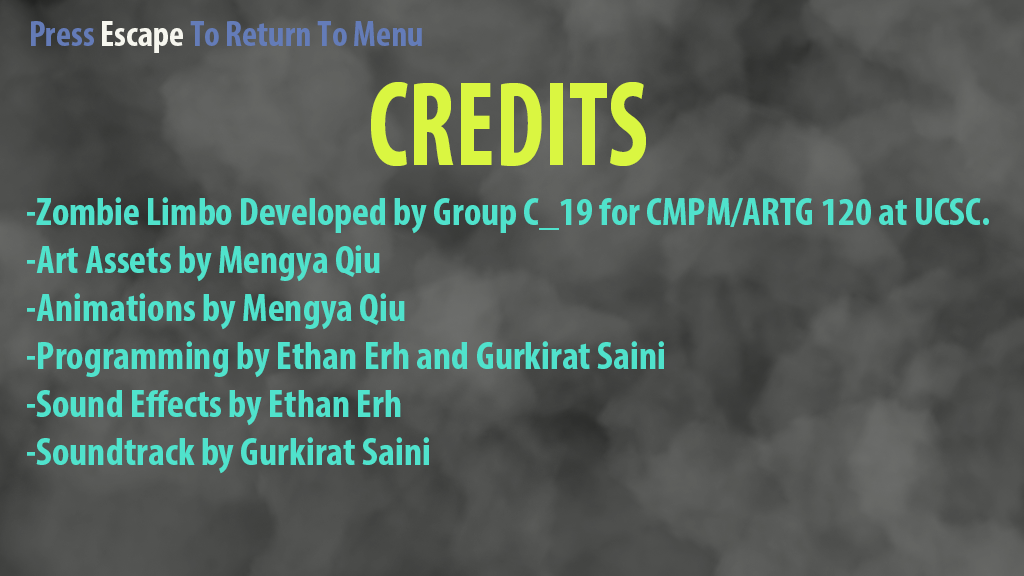 Press Escape To Return To Menu
CREDITS
-Zombie Limbo Developed by Group C_19 for CMPM/ARTG 120 at UCSC.
-Art Assets by Mengya Qiu
-Animations by Mengya Qiu
-Programming by Ethan Erh and Gurkirat Saini
-Sound Effects by Ethan Erh
-Soundtrack by Gurkirat Saini